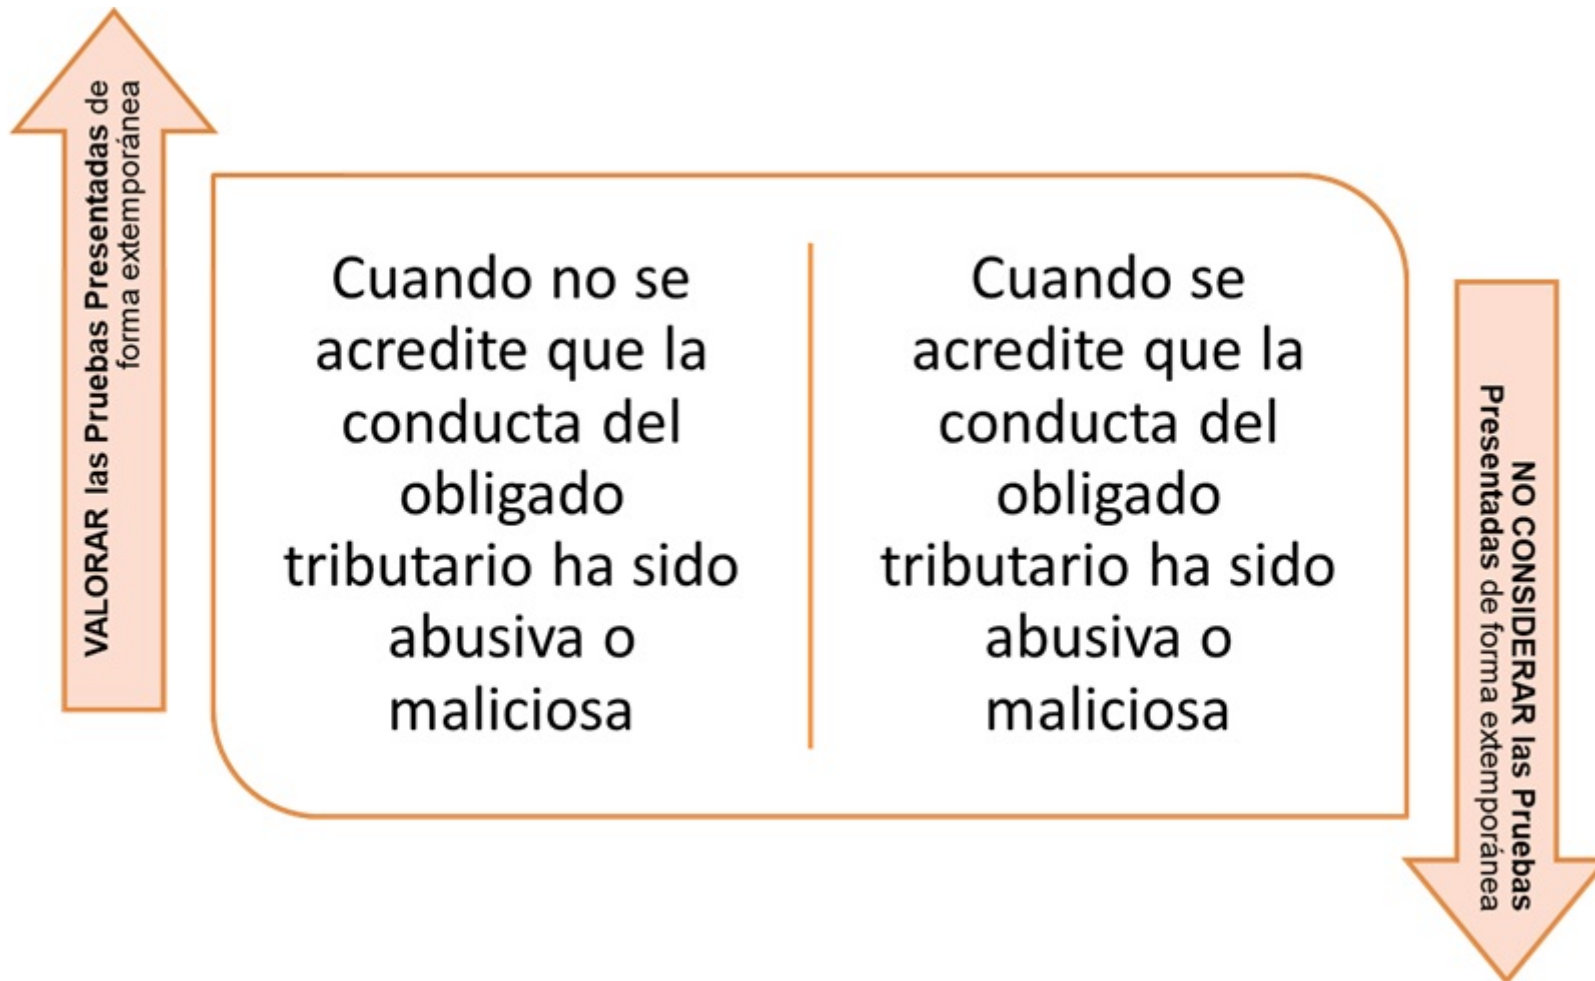 VALORAR las Pruebas Presentadas de
forma extemporánea
Cuando no se
acredite que la
conducta del
obligado
tributario ha sido
abusiva o
maliciosa
Cuando se
acredite que la
conducta del
obligado
tributario ha sido
abusiva o
maliciosa
NO CONSIDERAR las Pruebas
Presentadas de forma extemporánea